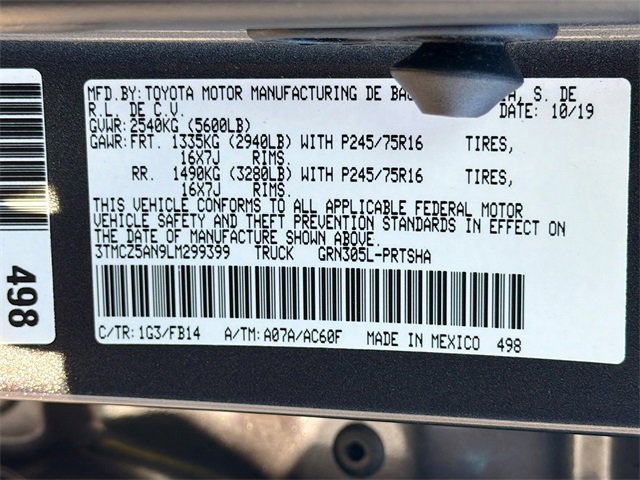 MFD.BY: TOYOTA MOTOR MANUFACTURING DE S. DE
R.L. DE C.V. DATE: 10/19
GVWR: 2540KG (5600LB)
GAWR: FRT. 1335KG (2940LB) WITH P245/75R16 TIRES,
16X7J RIMS.
RR. 1490KG (3280LB) WITH P245/75R16 TIRES,
16X7J RIMS.
THIS VEHICLE CONFORMS TO ALL APPLICABLE FEDERAL MOTOR
VEHICLE SAFETY AND THEFT PREVENTION STANDARDS IN EFFECT ON
THE DATE OF MANUFACTURE SHOWN ABOVE.
3TMCZ5AN9LM299399 TRUCK GRN305L-PRTSHA
C/TR: 1G3/FB14 A/TM: A07A/AC60F MADE IN MEXICO 498
498